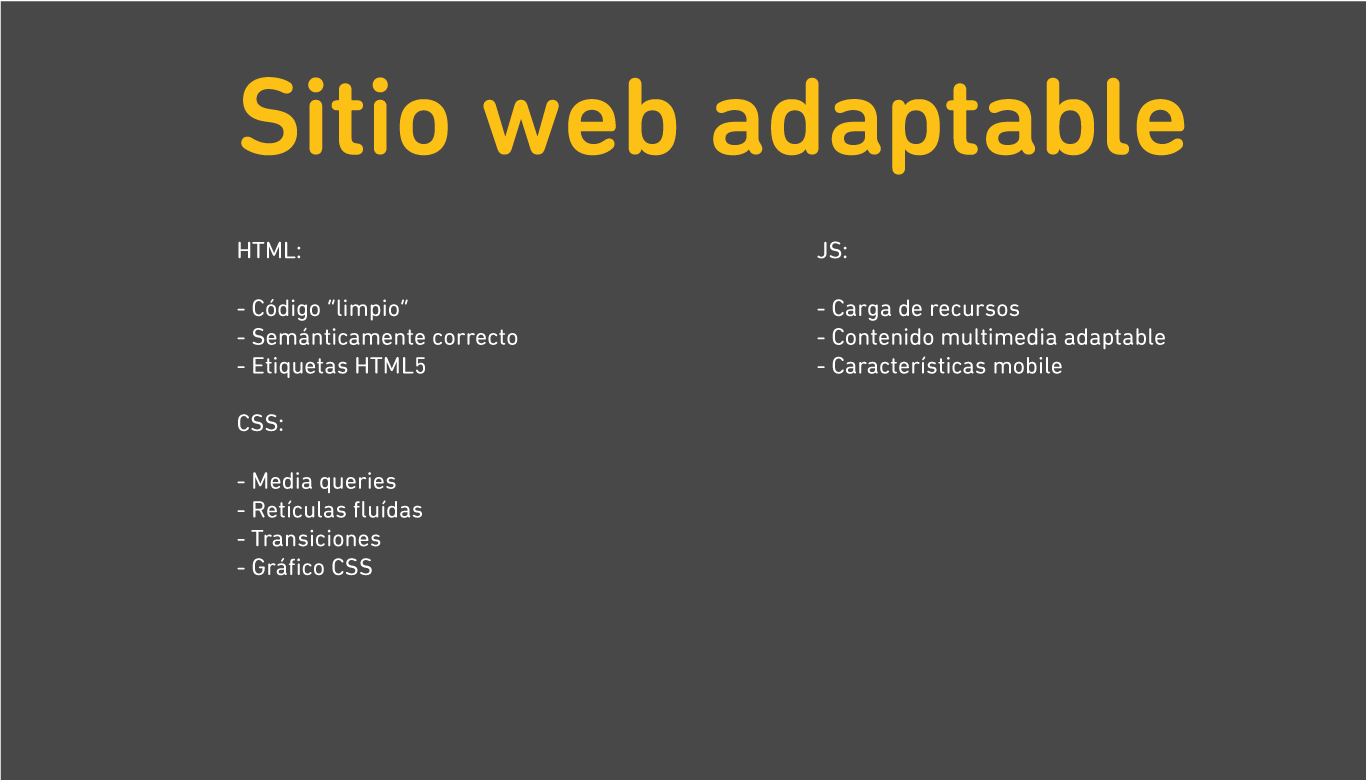 Sitio web adaptable
HTML:
- Código “limpio“
- Semánticamente correcto
- Etiquetas HTML5
CSS:
- Media queries
- Retículas fluídas
- Transiciones
- Gráfico CSS
JS:
- Carga de recursos
- Contenido multimedia adaptable
- Características mobile